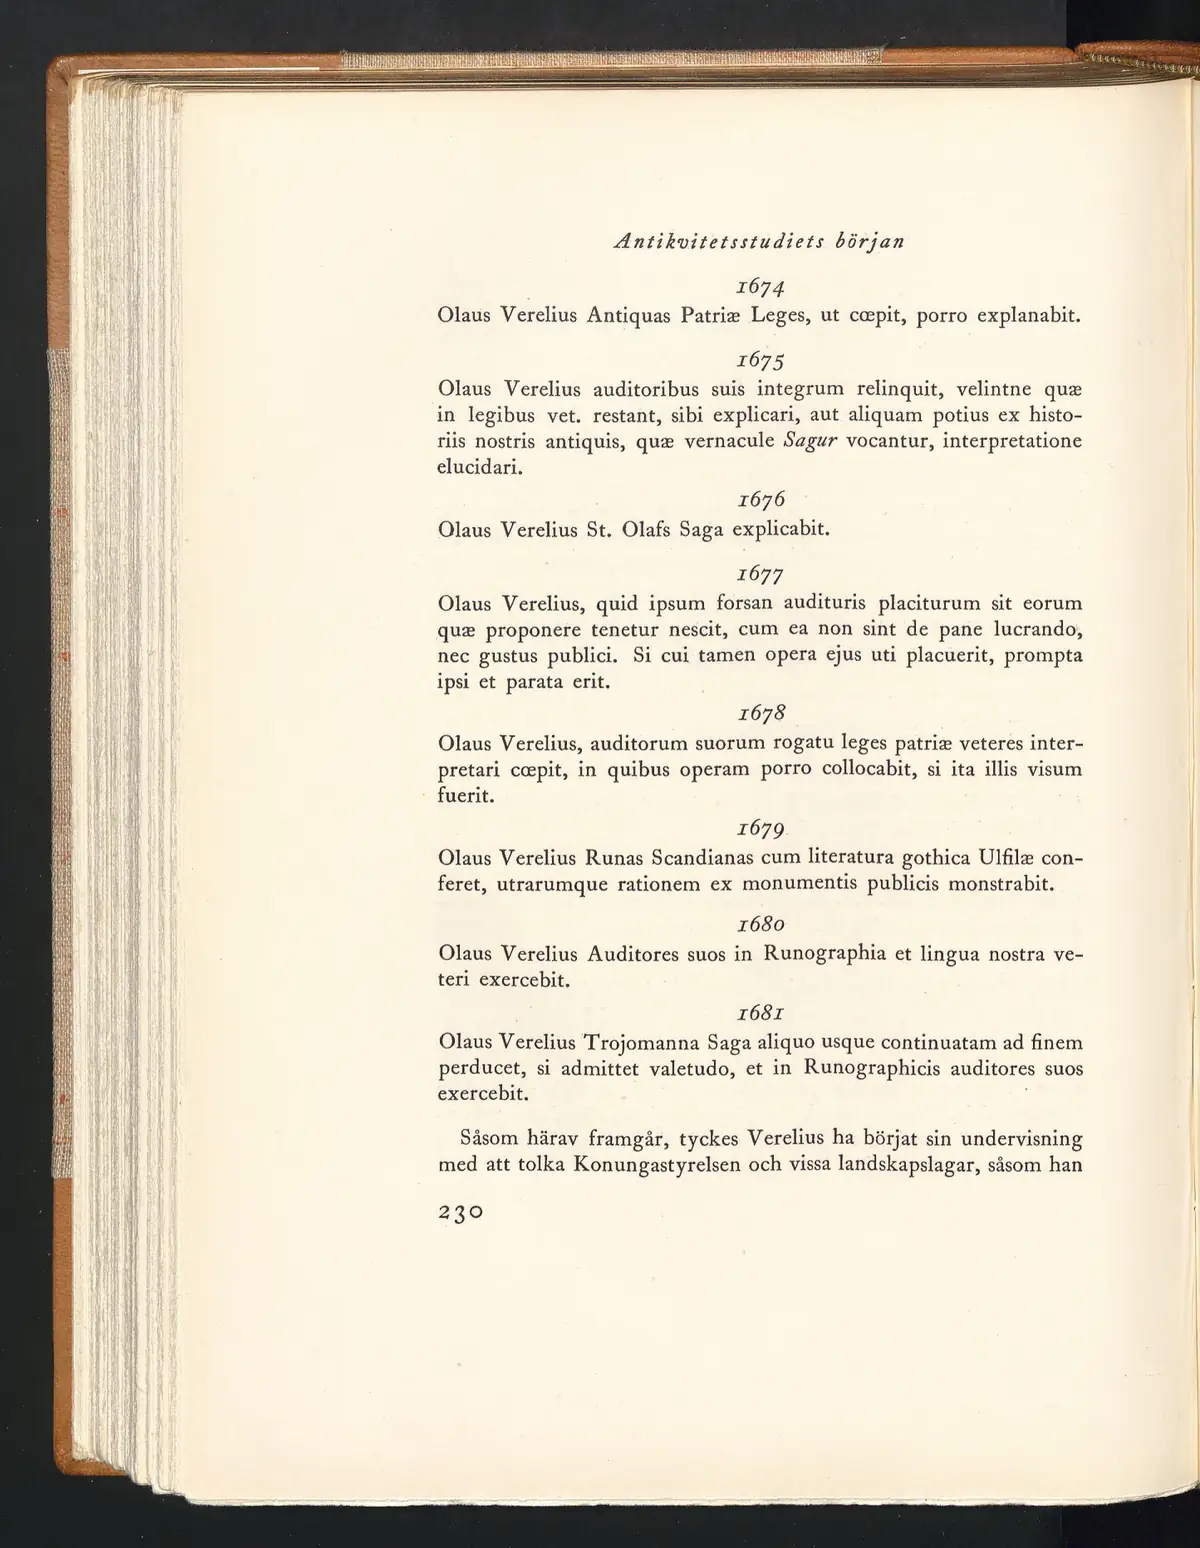 Antikvitetsstudiets början
1674
Olaus Verelius Antiquas Patriæ Leges, ut cœpit, porro explanabit.
1675
Olaus Verelius auditoribus suis integrum relinquit, velintne quæ
in legibus vet. restant, sibi explicari, aut aliquam potius ex histo-
riis nostris antiquis, quæ vernacule Sagur vocantur, interpretatione
elucidari.
1676
Olaus Verelius St. Olafs Saga explicabit.
1677
Olaus Verelius, quid ipsum forsan audituris placiturum sit eorum
quæ proponere tenetur nescit, cum ea non sint de pane lucrando,
nec gustus publici. Si cui tamen opera ejus uti placuerit, prompta
ipsi et parata erit.
1678
Olaus Verelius, auditorum suorum rogatu leges patriæ veteres inter-
pretari cœpit, in quibus operam porro collocabit, si ita illis visum
fuerit.
1679
Olaus Verelius Runas Scandianas cum literatura gothica Ulfilæ con-
feret, utrarumque rationem ex monumentis publicis monstrabit.
1680
Olaus Verelius Auditores suos in Runographia et lingua nostra ve-
teri exercebit.
1681
Olaus Verelius Trojomanna Saga aliquo usque continuatam ad finem
perducet, si admittet valetudo, et in Runographicis auditores suos
exercebit.
Såsom härav framgår, tyckes Verelius ha börjat sin undervisning
med att tolka Konungastyrelsen och vissa landskapslagar, såsom han
230